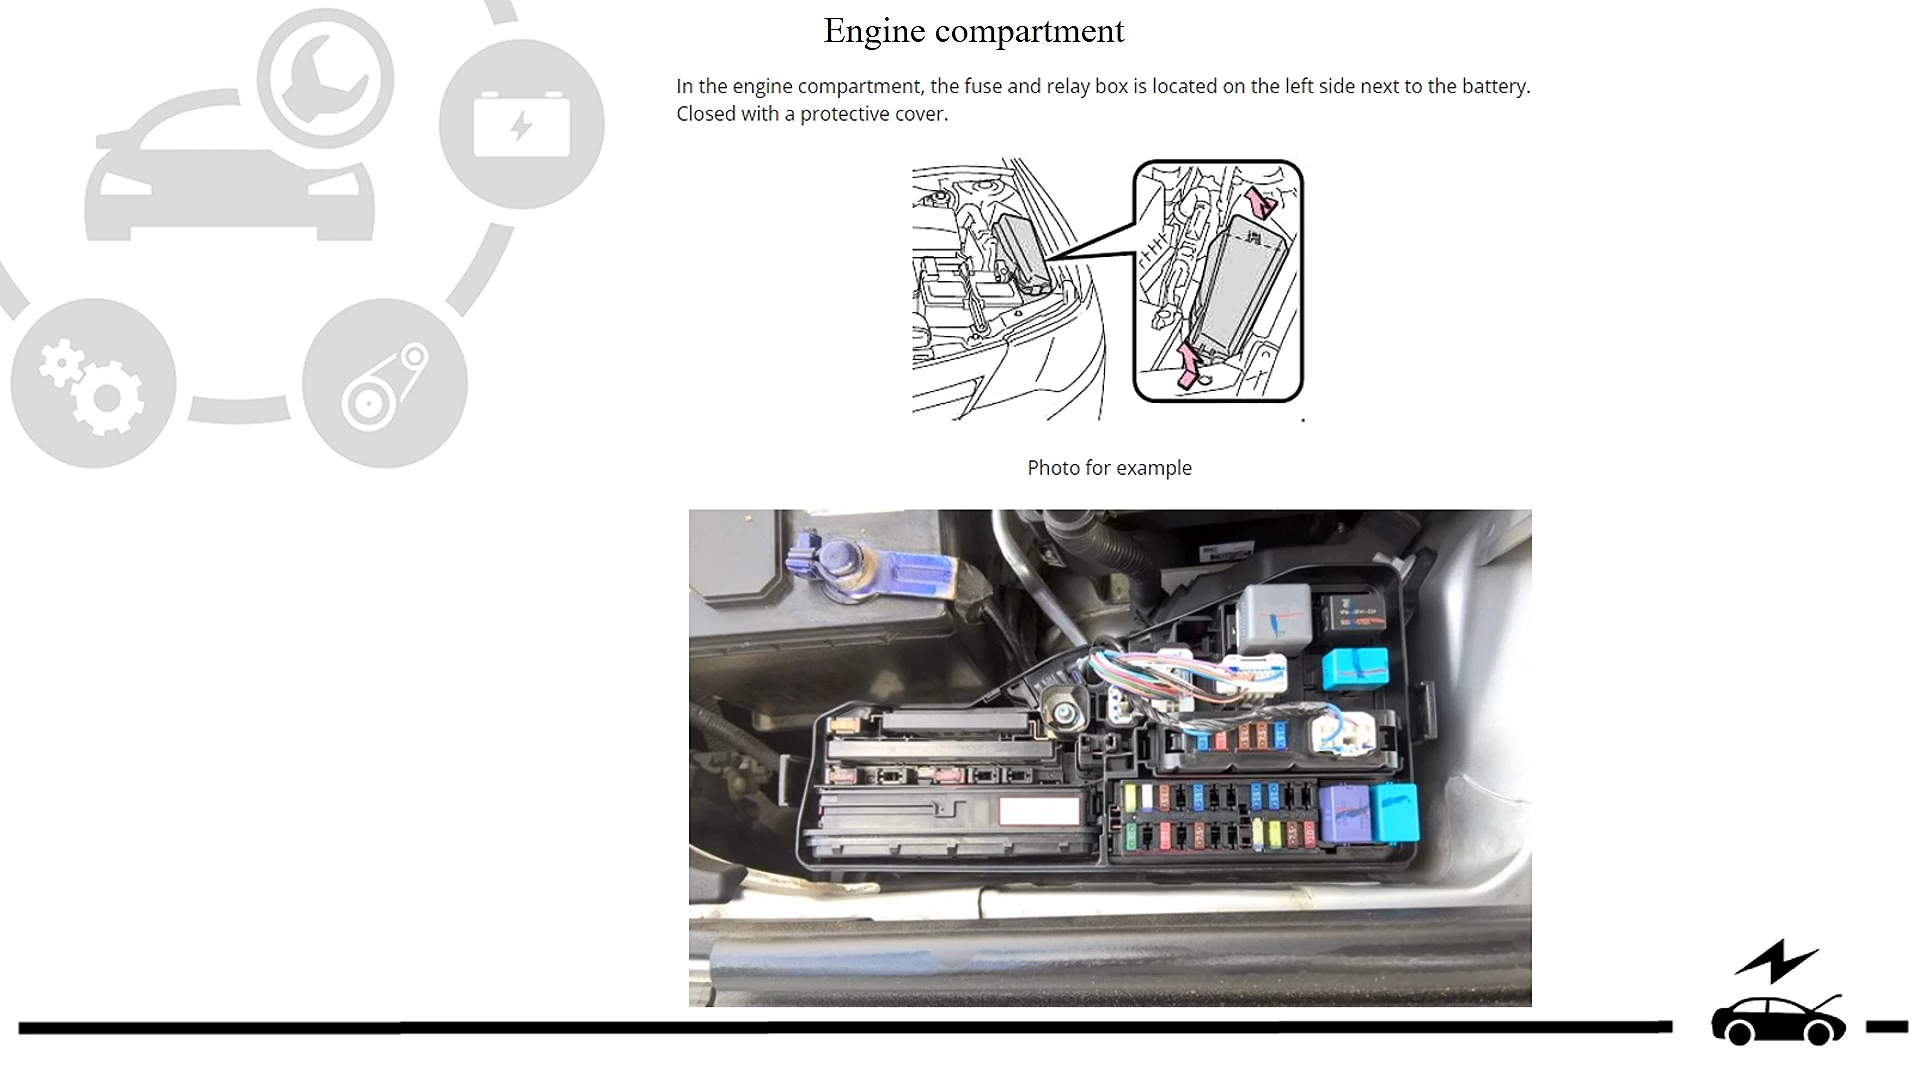 Engine compartment
In the engine compartment, the fuse and relay box is located on the left side next to the battery.
Closed with a protective cover.
Photo for example